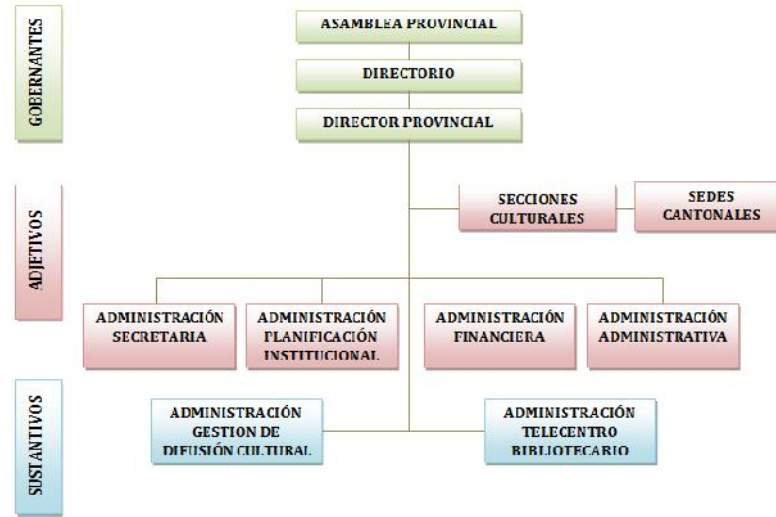 GOBERNANTES
ASAMBLEA PROVINCIAL
DIRECTORIO
DIRECTOR PROVINCIAL
ADJETIVOS
SECCIONES
CULTURALES
SEDES
CANTONALES
ADMINISTRACIÓN
SECRETARIA
ADMINISTRACIÓN
PLANIFICACIÓN
INSTITUCIONAL
ADMINISTRACIÓN
FINANCIERA
ADMINISTRACIÓN
ADMINISTRATIVA
SUSTANTIVOS
ADMINISTRACIÓN
GESTION DE
DIFUSIÓN CULTURAL
ADMINISTRACIÓN
TELECENTRO
BIBLIOTECARIO